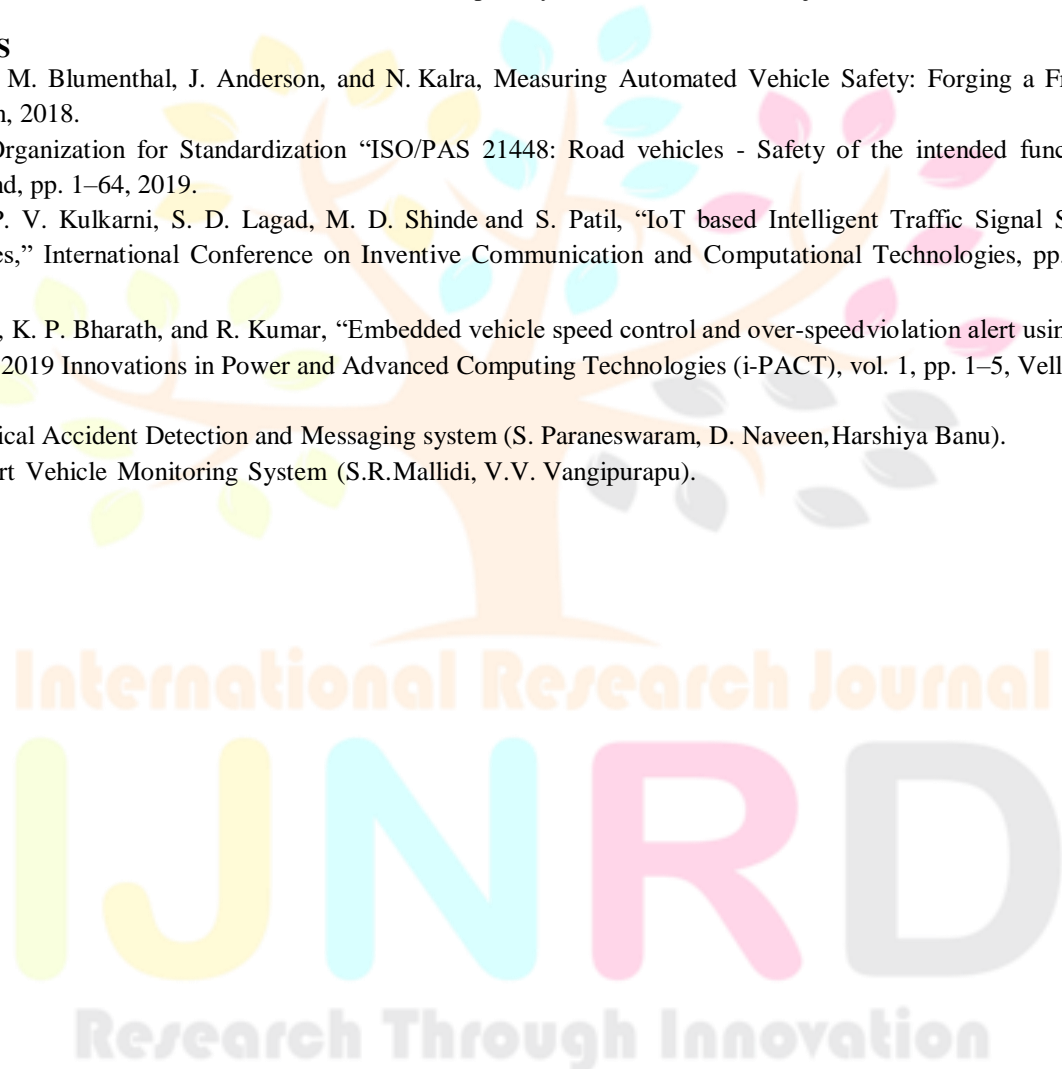 S
M. Blumenthal, J. Anderson, and N. Kalra, Measuring Automated Vehicle Safety: Forging a F
n, 2018.
Organization for Standardization “ISO/PAS 21448: Road vehicles - Safety of the intended func
nd, pp. 1–64, 2019.
P. V. Kulkarni, S. D. Lagad, M. D. Shinde and S. Patil, “IoT based Intelligent Traffic Signal S
es,” International Conference on Inventive Communication and Computational Technologies, pp.
, K. P. Bharath, and R. Kumar, “Embedded vehicle speed control and over-speedviolation alert usin
2019 Innovations in Power and Advanced Computing Technologies (i-PACT), vol. 1, pp. 1–5, Vell
ical Accident Detection and Messaging system (S. Paraneswaram, D. Naveen,Harshiya Banu).
rt Vehicle Monitoring System (S.R.Mallidi, V.V. Vangipurapu).
International Research Journal
IJNRD
Research Through Innovation